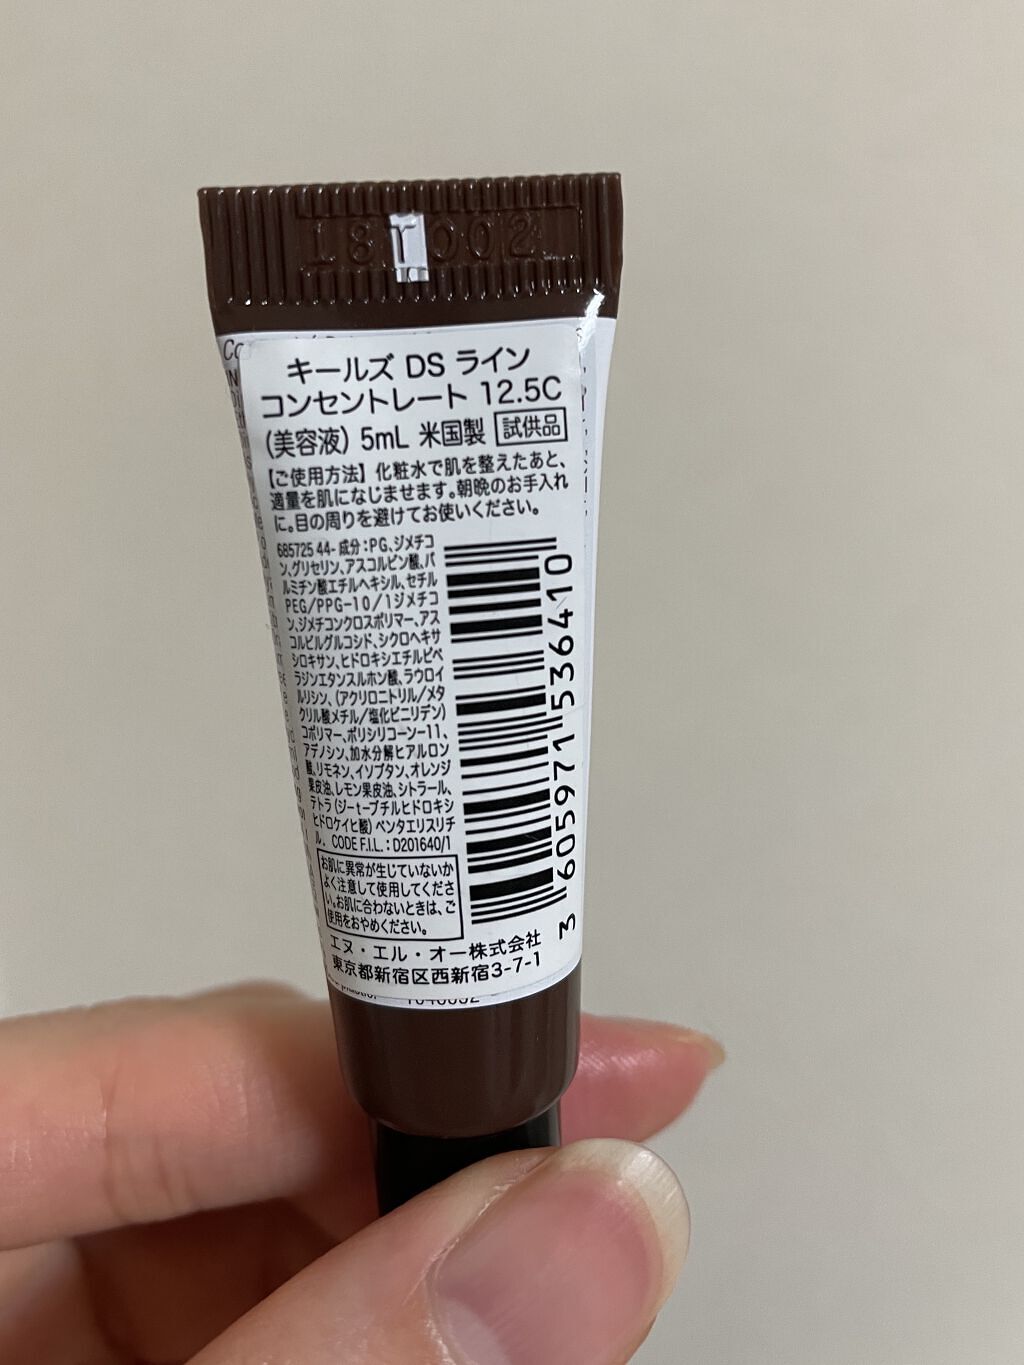 18T002
キールズ DS ライン
コンセントレート 12.5C
(美容液) 5mL 米国製 試供品
【ご使用方法】化粧水で肌を整えたあと、
適量を肌になじませます。朝晩のお手入れ
に。目の周りを避けてお使いください。
685725 44- 成分:PG、ジメチコ
ン、グリセリン、アスコルビン酸、パ
ルミチン酸エチルヘキシル、セチル
PEG/PPG-10/1ジメチコ
ン、ジメチコンクロスポリマー、アス
コルビルグルコシド、シクロヘキサ
シロキサン、ヒドロキシエチルピペ
ラジンエタンスルホン酸、ラウロイ
ルリシン、(アクリロニトリル/メタ
クリル酸メチル/塩化ビニリデン)
コポリマー、ポリシリコーン-11、
アデノシン、加水分解ヒアルロン
酸、リモネン、イソブタン、オレンジ
果皮油、レモン果皮油、シトラール、
テトラ(ジ-t-ブチルヒドロキシ
ヒドロケイヒ酸)ペンタエリスリチ
ル. CODE F.I.L. : D201640/1
お肌に異常が生じていないか
よく注意して使用してくださ
い。お肌に合わないときは、ご
使用をおやめください。
エヌ・エル・オー株式会社
東京都新宿区西新宿3-7-1
3 605971 536410